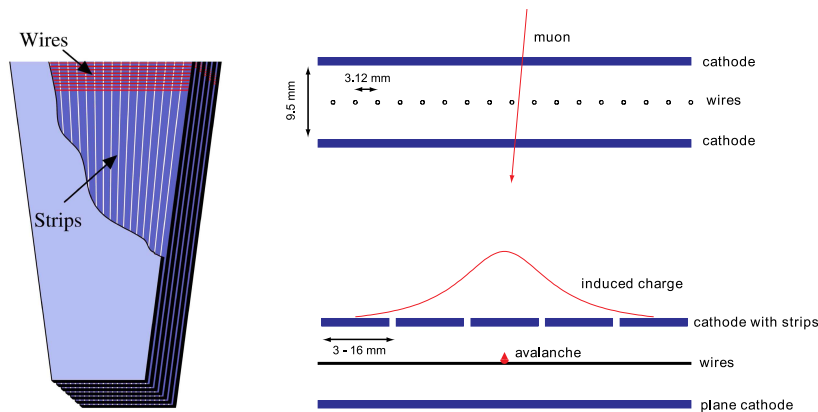 Wires
Strips
muon
cathode
3.12 mm
9.5 mm
wires
cathode
induced charge
cathode with strips
3 - 16 mm
avalanche
wires
plane cathode